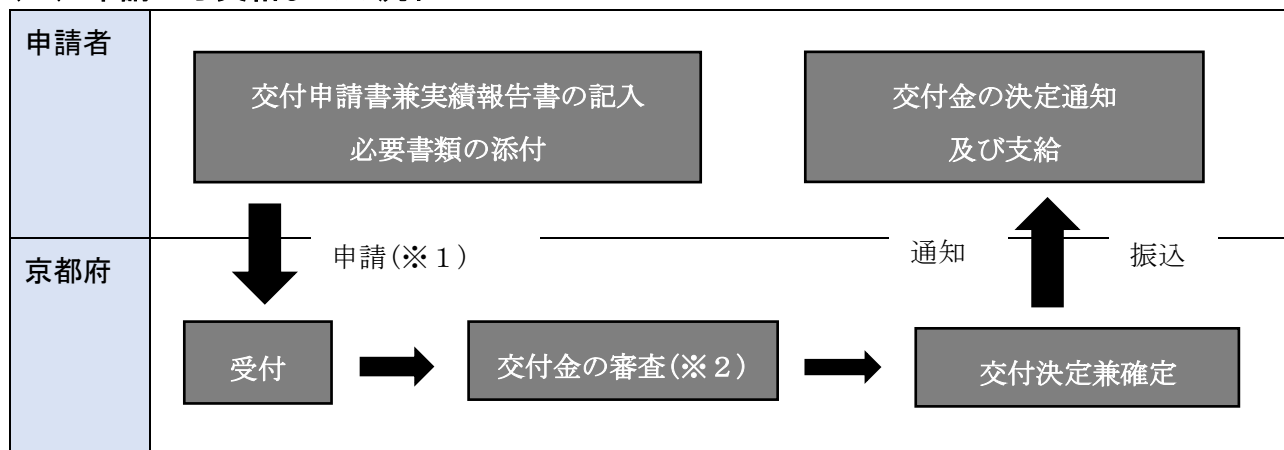 申請者
交付申請書兼実績報告書の記入
必要書類の添付
交付金の決定通知
及び支給
申請(※１)
通知
振込
京都府
受付
交付金の審査(※２)
交付決定兼確定